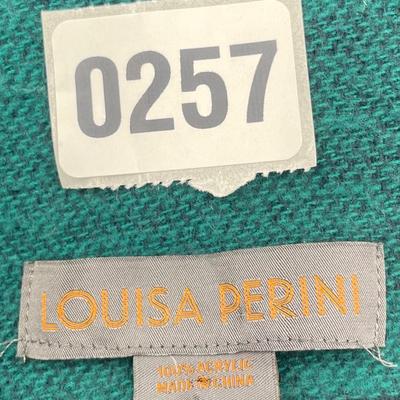 0257
LOUISA PERINI
100% ACRYLIC
MADE IN CHINA